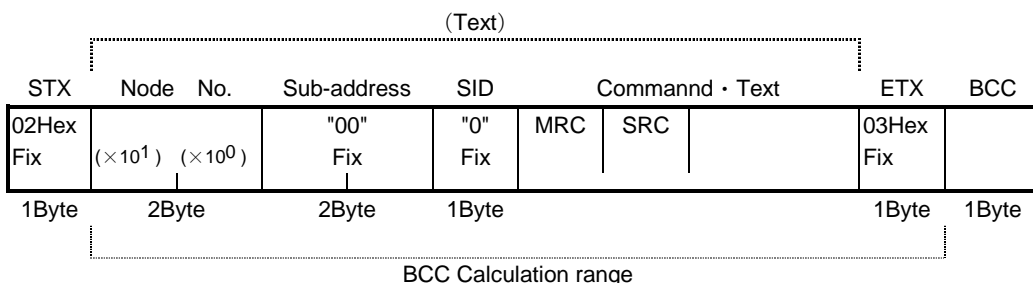 （Text）
STX Node No. Sub-address SID Commannd・Text ETX BCC
02Hex "00" "0" MRC SRC 03Hex
Fix (×10¹) (×10⁰) Fix Fix Fix
1Byte 2Byte 2Byte 1Byte 1Byte 1Byte
BCC Calculation range